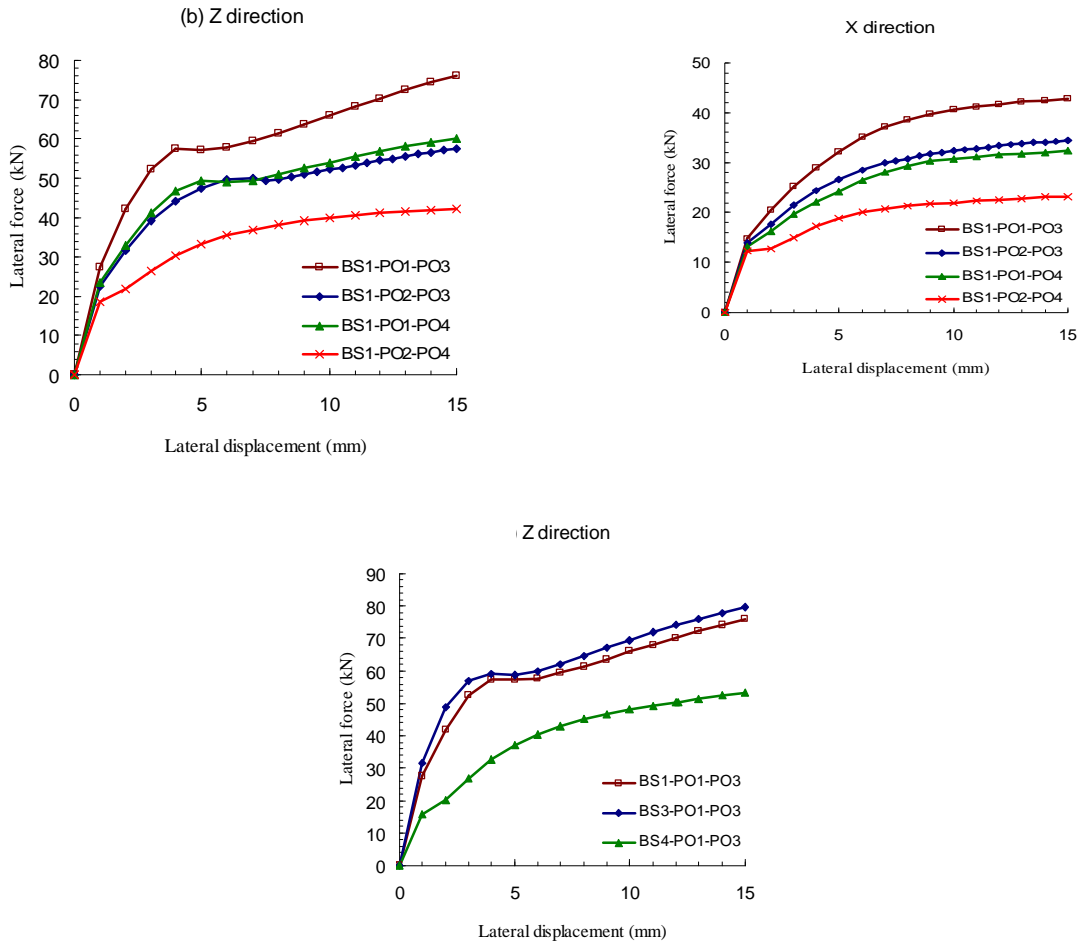 (b) Z direction
80
70
60
50
40
30
20
10
0
Lateral force (kN)
BS1-PO1-PO3
BS1-PO2-PO3
BS1-PO1-PO4
BS1-PO2-PO4
0 5 10 15
Lateral displacement (mm)
X direction
50
40
30
20
10
0
Lateral force (kN)
BS1-PO1-PO3
BS1-PO2-PO3
BS1-PO1-PO4
BS1-PO2-PO4
0 5 10 15
Lateral displacement (mm)
) Z direction
90
80
70
60
50
40
30
20
10
0
Lateral force (kN)
BS1-PO1-PO3
BS3-PO1-PO3
BS4-PO1-PO3
0 5 10 15
Lateral displacement (mm)